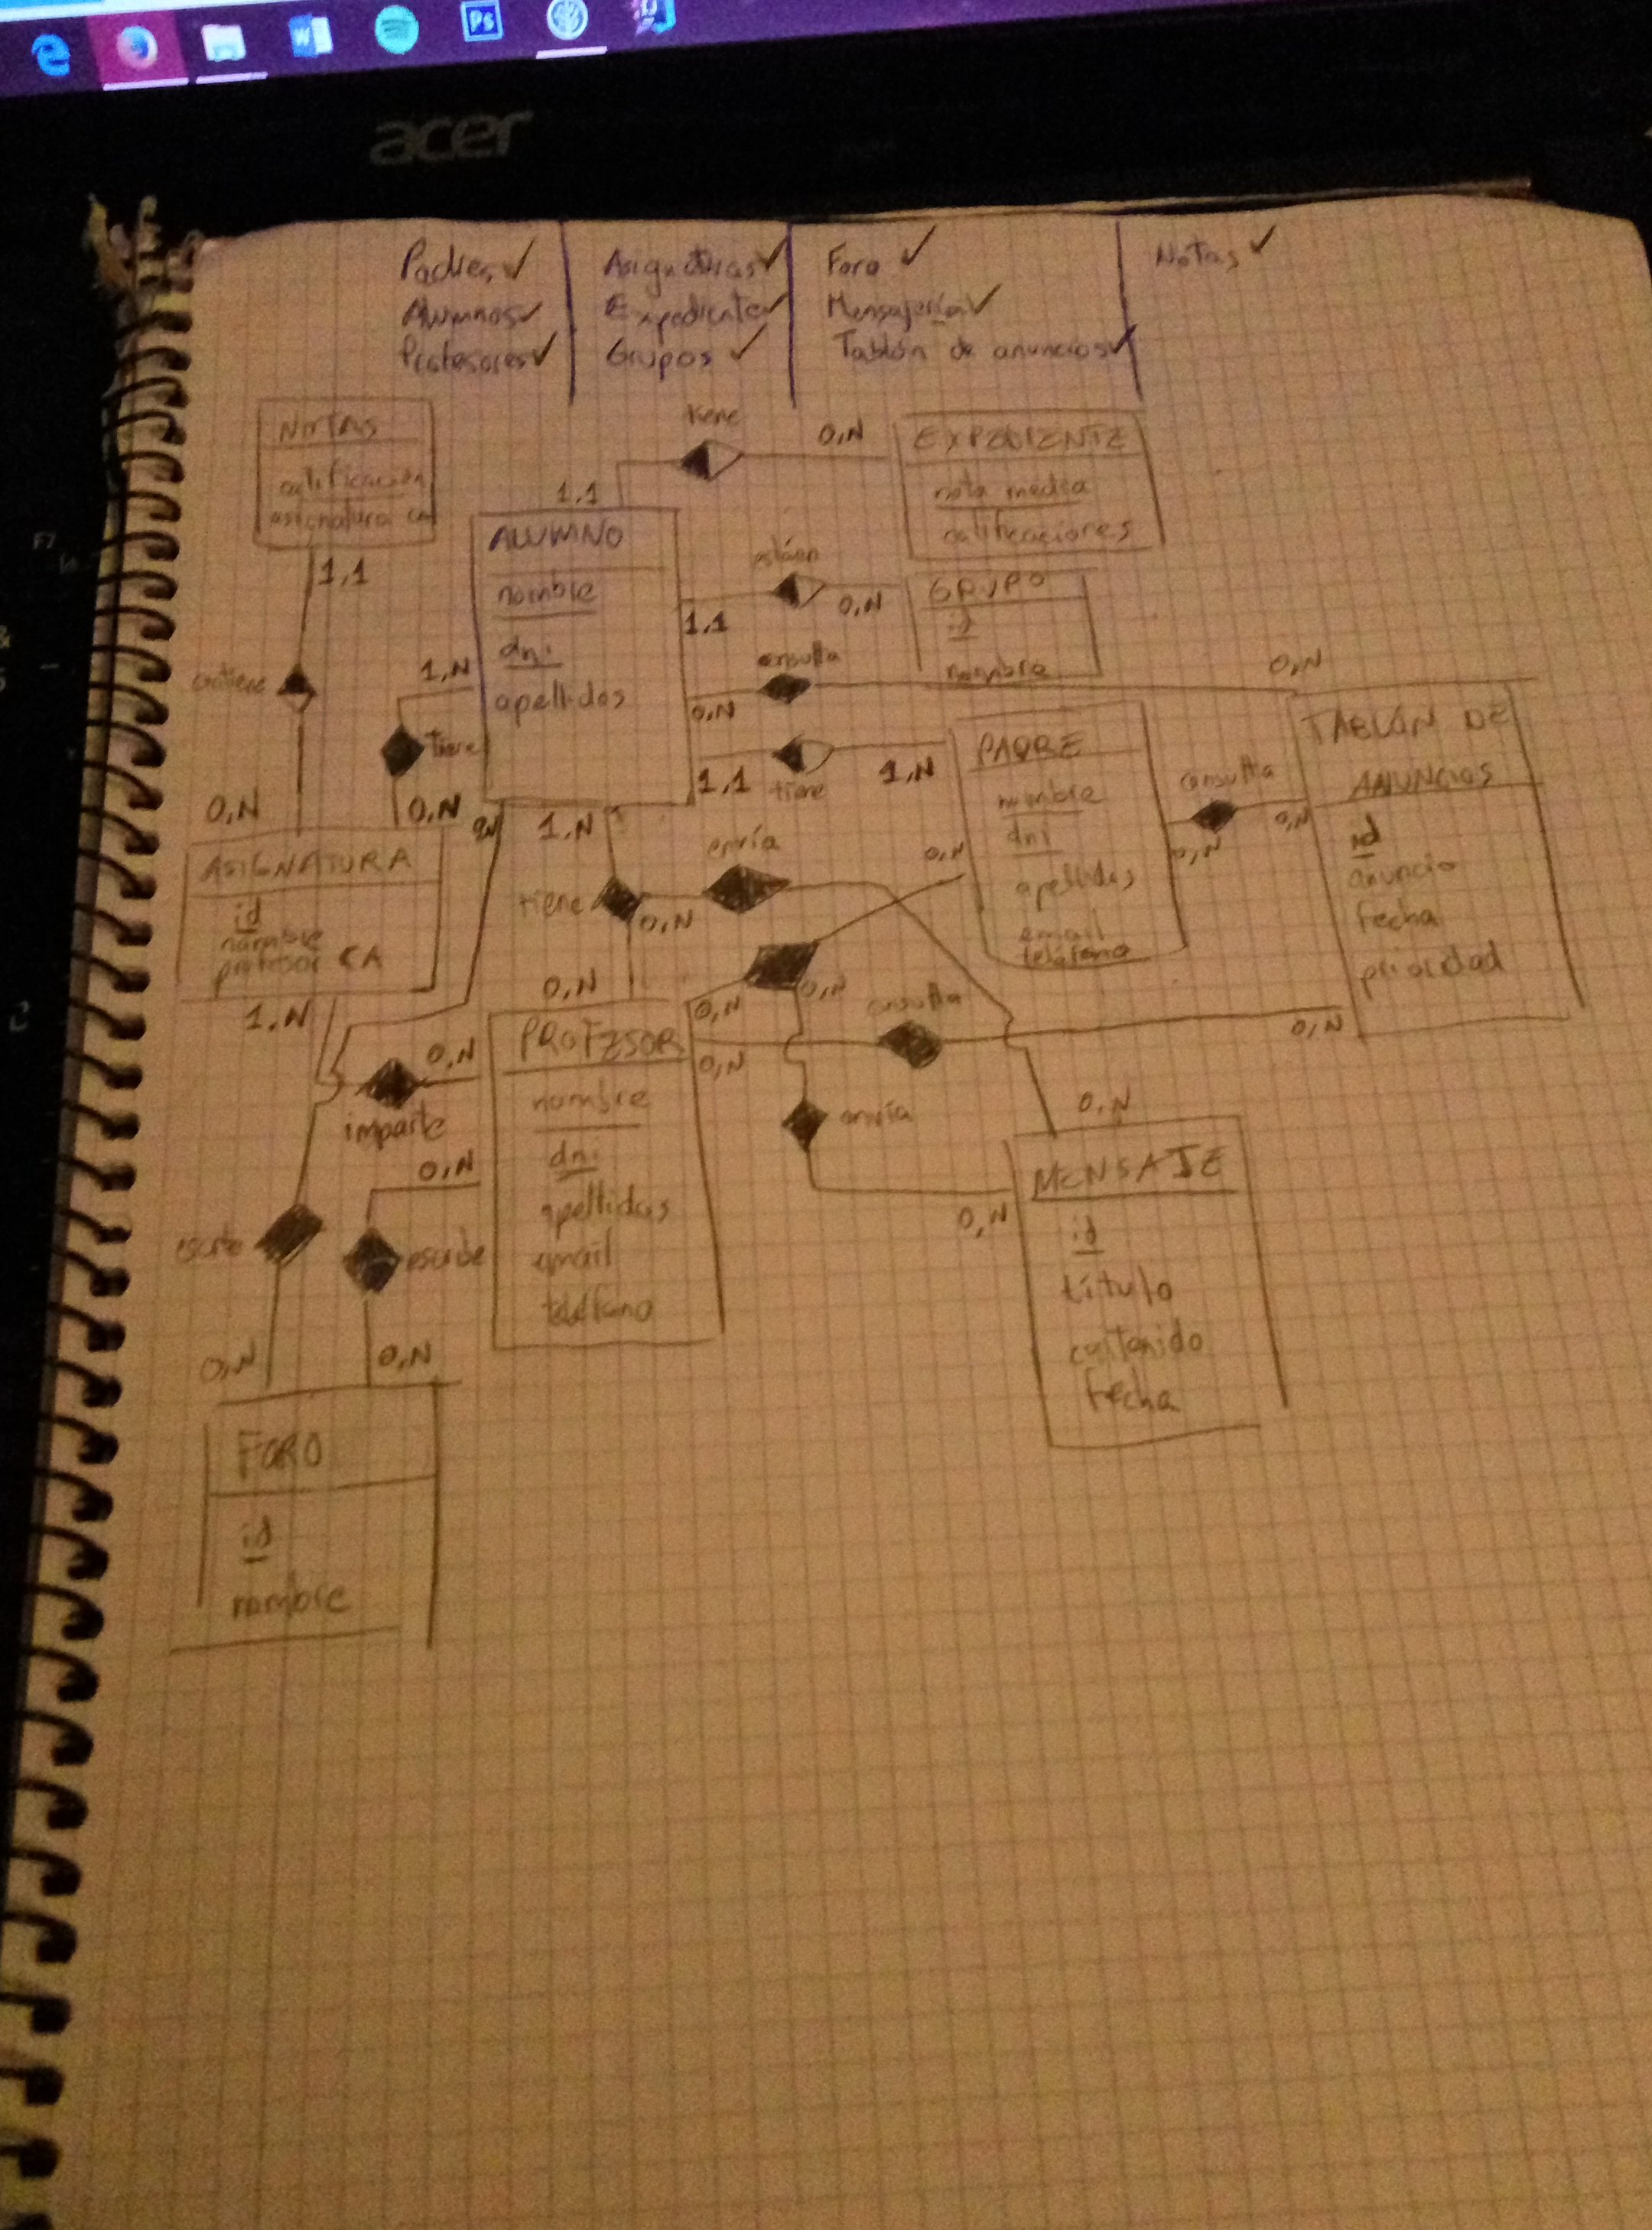 Ps
acer
Padres ✓
Alumnos ✓
Profesores ✓
Asignaturas ✓
Expediente ✓
Grupos ✓
Foro ✓
Mensajería ✓
Tablón de anuncios ✓
Notas ✓
NOTAS
calificación
asignatura
1,1
contiene
0,N
tiene
1,1
0,N
EXPEDIENTE
nota media
calificaciones
ALUMNO
nombre
dni
apellidos
1,1
0,N
GRUPO
id
nombre
consulta
0,N
0,N
1,1
tiene
1,N
PADRE
nombre
dni
apellidos
email
teléfono
consulta
0,N
0,N
TABLÓN DE
ANUNCIOS
id
anuncio
fecha
prioridad
1,N
tiene
0,N
ASIGNATURA
id
nombre
profesor CA
1,N
0,N
1,N
tiene
0,N
0,N
envía
0,N
0,N
0,N
consulta
0,N
0,N
PROFESOR
nombre
dni
apellidos
email
teléfono
0,N
imparte
0,N
escribe
0,N
envía
0,N
0,N
MENSAJE
id
título
contenido
fecha
0,N
FORO
id
nombre